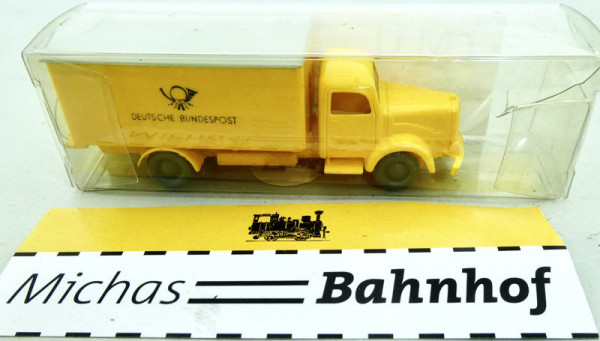 DEUTSCHE BUNDESPOST
Michas Bahnhof